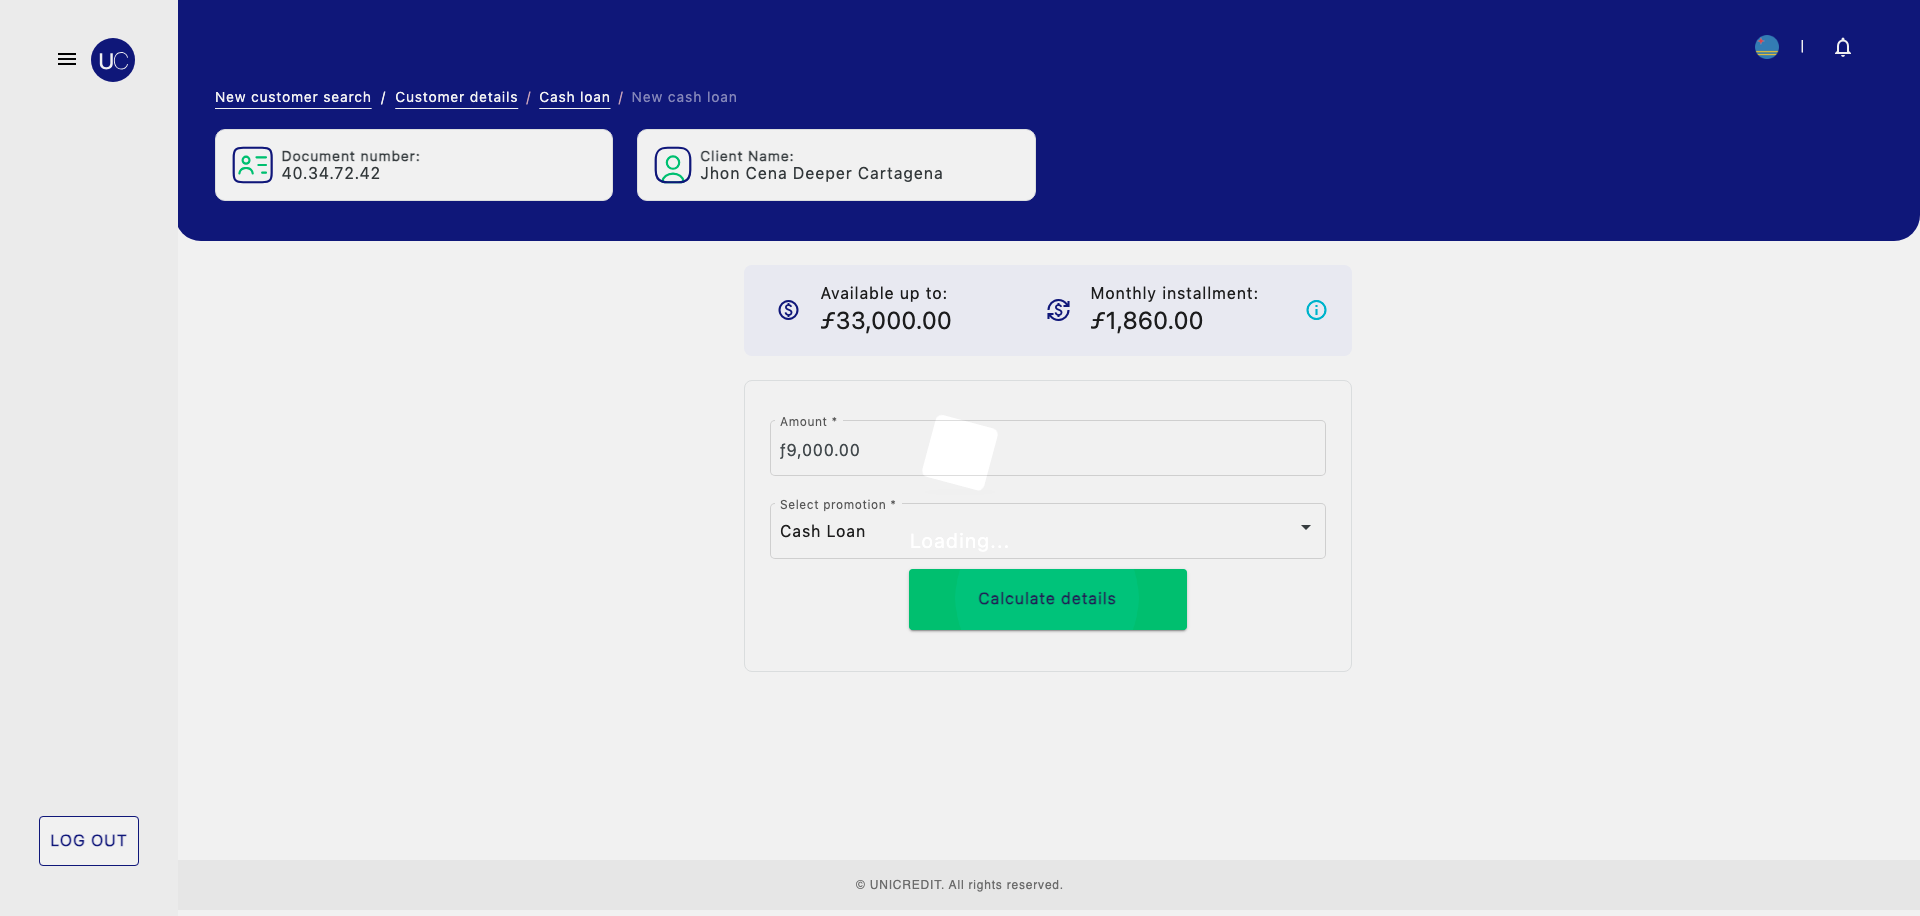 UC
New customer search / Customer details / Cash loan / New cash loan
Document number:
40.34.72.42
Client Name:
Jhon Cena Deeper Cartagena
Available up to:
ƒ33,000.00
Monthly installment:
ƒ1,860.00
Amount *
ƒ9,000.00
Select promotion *
Cash Loan
Loading...
Calculate details
LOG OUT
© UNICREDIT. All rights reserved.